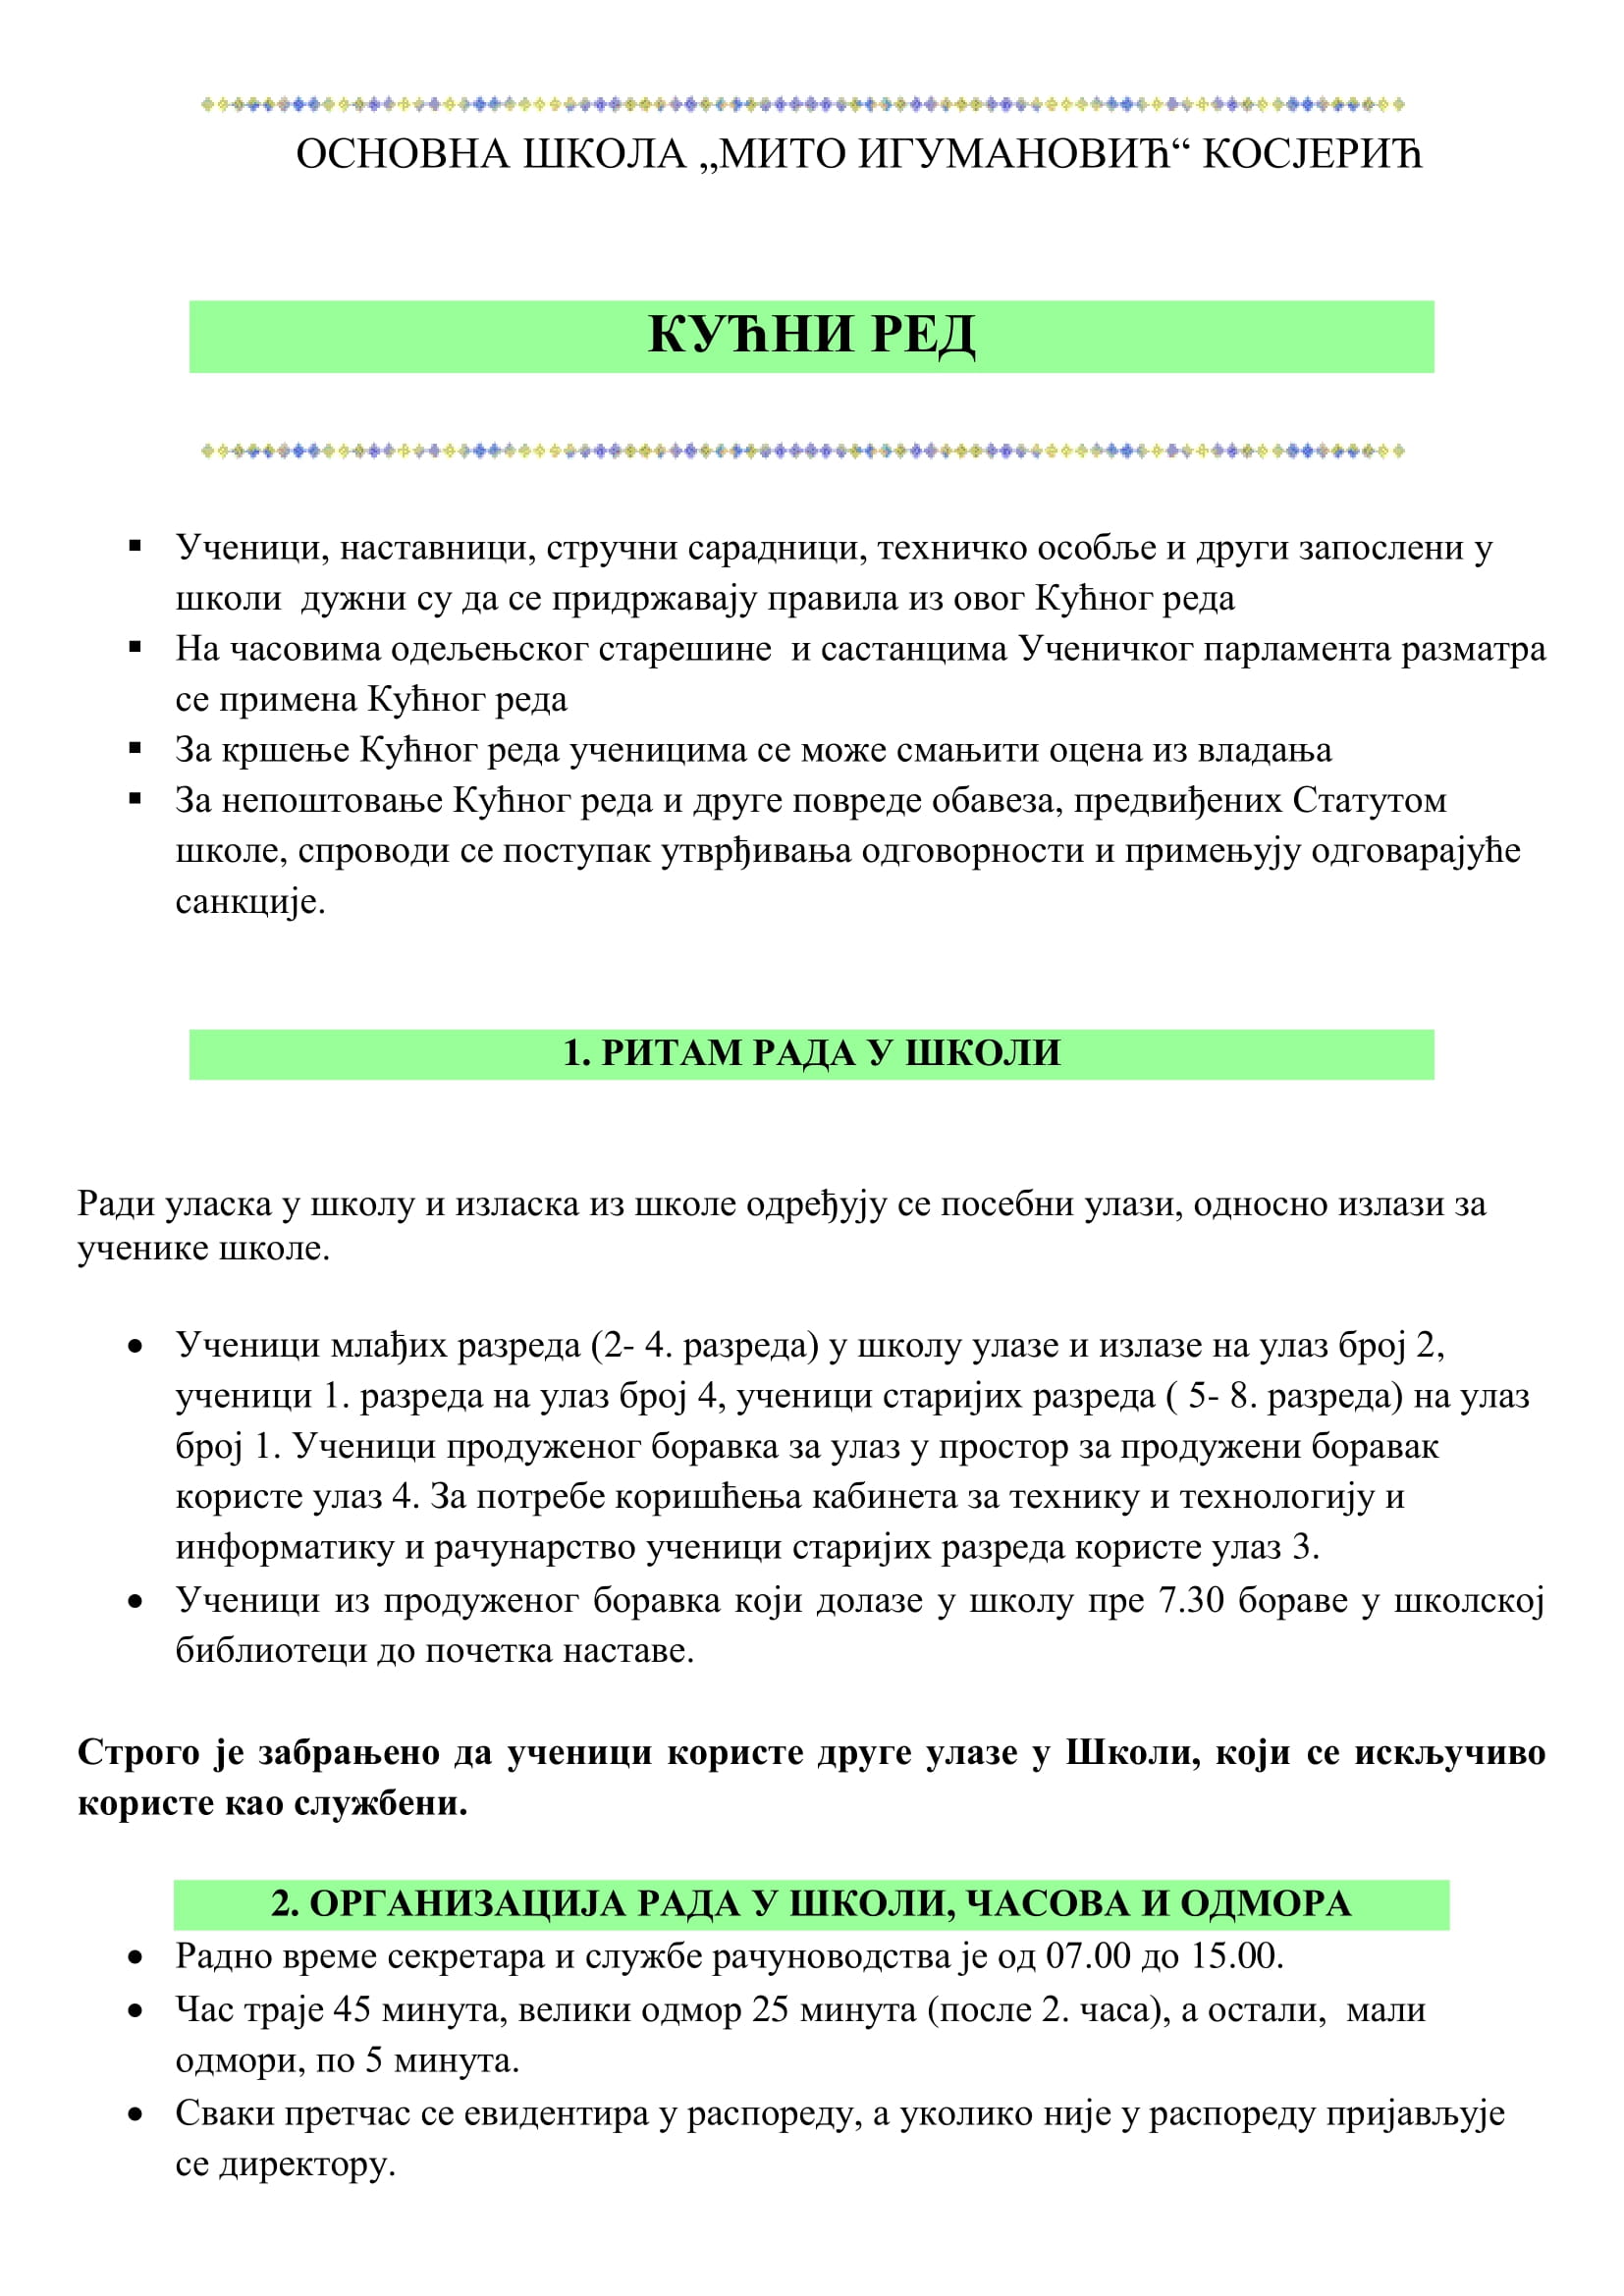 ОСНОВНА ШКОЛА „МИТО ИГУМАНОВИЋ“ КОСЈЕРИЋ
КУЋНИ РЕД
▪ Ученици, наставници, стручни сарадници, техничко особље и други запослени у
школи  дужни су да се придржавају правила из овог Кућног реда
▪ На часовима одељењског старешине  и састанцима Ученичког парламента разматра
се примена Кућног реда
▪ За кршење Кућног реда ученицима се може смањити оцена из владања
▪ За непоштовање Кућног реда и друге повреде обавеза, предвиђених Статутом
школе, спроводи се поступак утврђивања одговорности и примењују одговарајуће
санкције.
1. РИТАМ РАДА У ШКОЛИ
Ради уласка у школу и изласка из школе одређују се посебни улази, односно излази за
ученике школе.
• Ученици млађих разреда (2- 4. разреда) у школу улазе и излазе на улаз број 2,
ученици 1. разреда на улаз број 4, ученици старијих разреда ( 5- 8. разреда) на улаз
број 1. Ученици продуженог боравка за улаз у простор за продужени боравак
користе улаз 4. За потребе коришћења кабинета за технику и технологију и
информатику и рачунарство ученици старијих разреда користе улаз 3.
• Ученици из продуженог боравка који долазе у школу пре 7.30 бораве у школској
библиотеци до почетка наставе.
Строго је забрањено да ученици користе друге улазе у Школи, који се искључиво
користе као службени.
2. ОРГАНИЗАЦИЈА РАДА У ШКОЛИ, ЧАСОВА И ОДМОРА
• Радно време секретара и службе рачуноводства је од 07.00 до 15.00.
• Час траје 45 минута, велики одмор 25 минута (после 2. часа), а остали,  мали
одмори, по 5 минута.
• Сваки претчас се евидентира у распореду, а уколико није у распореду пријављује
се директору.